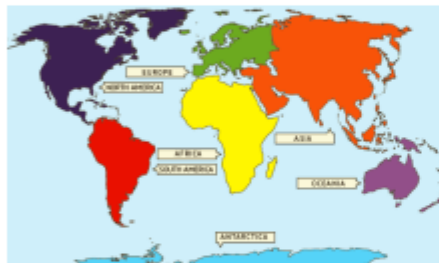 EUROPE
NORTH AMERICA
ASIA
AFRICA
SOUTH AMERICA
OCEANIA
ANTARCTICA